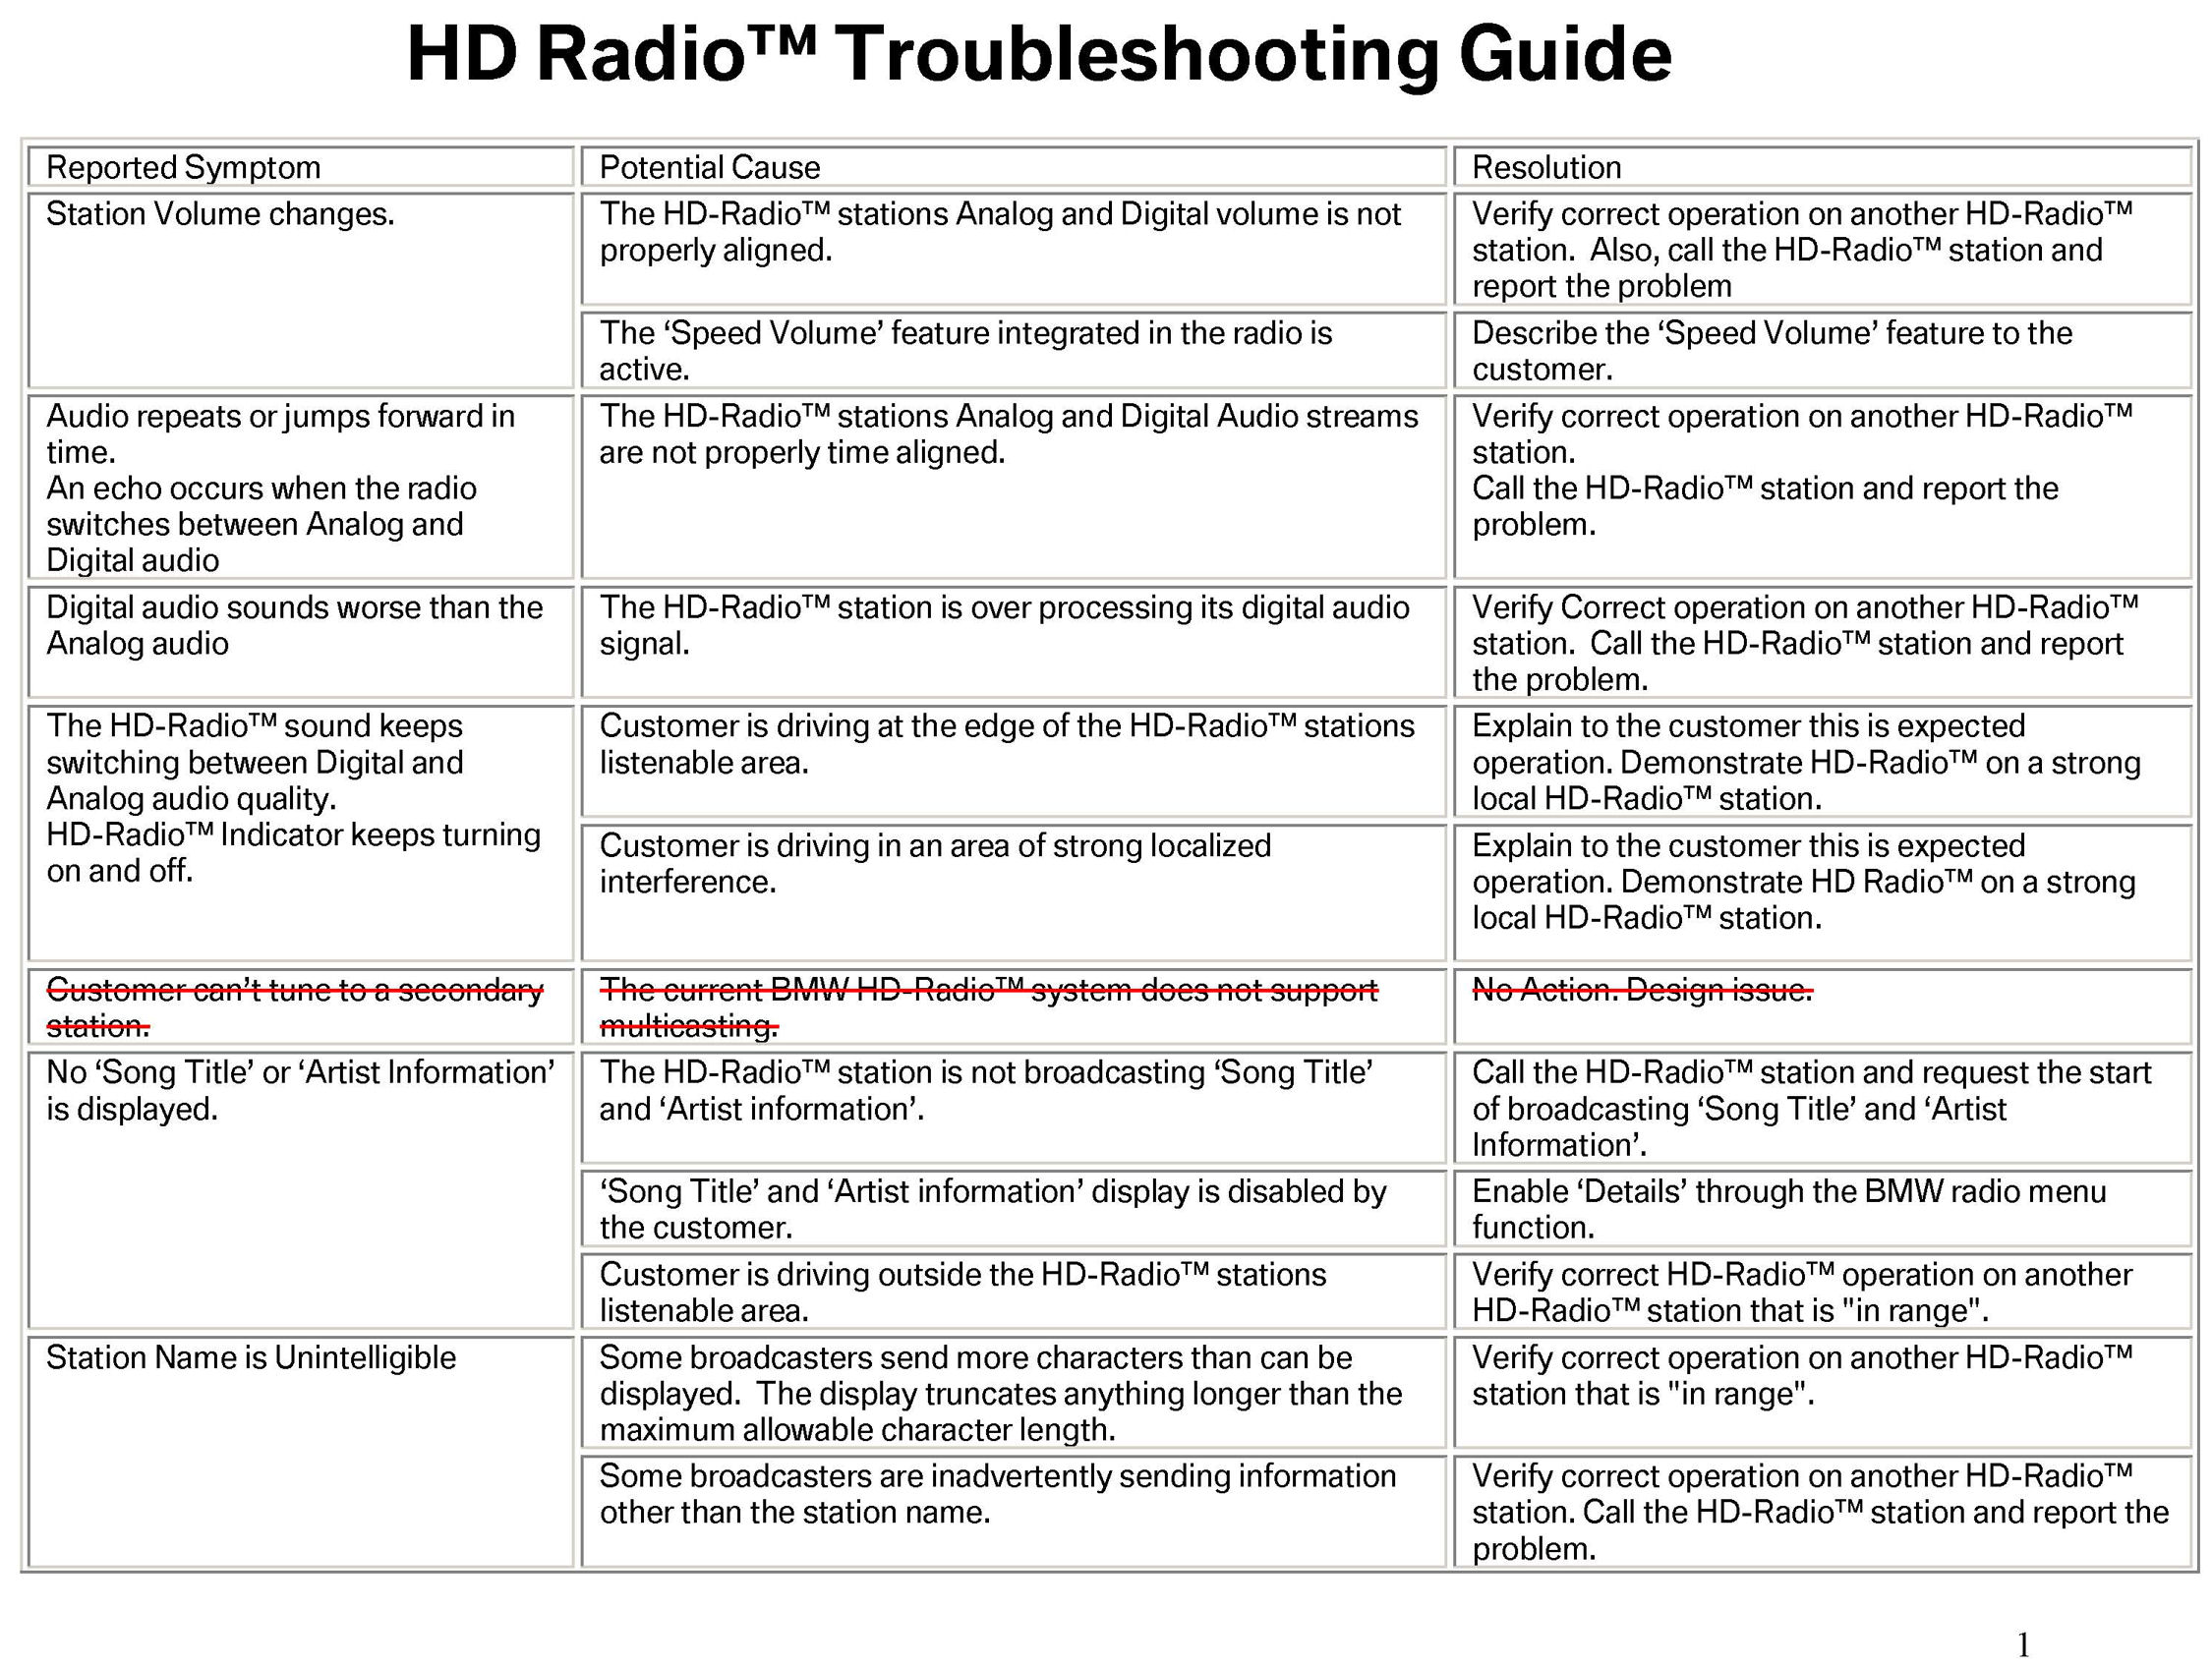 HD Radio™ Troubleshooting Guide
Reported Symptom
Potential Cause
Resolution
Station Volume changes.
The HD-Radio™ stations Analog and Digital volume is not
properly aligned.
Verify correct operation on another HD-Radio™
station.  Also, call the HD-Radio™ station and
report the problem
The ‘Speed Volume’ feature integrated in the radio is
active.
Describe the ‘Speed Volume’ feature to the
customer.
Audio repeats or jumps forward in
time.
An echo occurs when the radio
switches between Analog and
Digital audio
The HD-Radio™ stations Analog and Digital Audio streams
are not properly time aligned.
Verify correct operation on another HD-Radio™
station.
Call the HD-Radio™ station and report the
problem.
Digital audio sounds worse than the
Analog audio
The HD-Radio™ station is over processing its digital audio
signal.
Verify Correct operation on another HD-Radio™
station.  Call the HD-Radio™ station and report
the problem.
The HD-Radio™ sound keeps
switching between Digital and
Analog audio quality.
HD-Radio™ Indicator keeps turning
on and off.
Customer is driving at the edge of the HD-Radio™ stations
listenable area.
Explain to the customer this is expected
operation. Demonstrate HD-Radio™ on a strong
local HD-Radio™ station.
Customer is driving in an area of strong localized
interference.
Explain to the customer this is expected
operation. Demonstrate HD Radio™ on a strong
local HD-Radio™ station.
Customer can’t tune to a secondary
station.
The current BMW HD-Radio™ system does not support
multicasting.
No Action. Design issue.
No ‘Song Title’ or ‘Artist Information’
is displayed.
The HD-Radio™ station is not broadcasting ‘Song Title’
and ‘Artist information’.
Call the HD-Radio™ station and request the start
of broadcasting ‘Song Title’ and ‘Artist
Information’.
‘Song Title’ and ‘Artist information’ display is disabled by
the customer.
Enable ‘Details’ through the BMW radio menu
function.
Customer is driving outside the HD-Radio™ stations
listenable area.
Verify correct HD-Radio™ operation on another
HD-Radio™ station that is "in range".
Station Name is Unintelligible
Some broadcasters send more characters than can be
displayed.  The display truncates anything longer than the
maximum allowable character length.
Verify correct operation on another HD-Radio™
station that is "in range".
Some broadcasters are inadvertently sending information
other than the station name.
Verify correct operation on another HD-Radio™
station. Call the HD-Radio™ station and report the
problem.
1